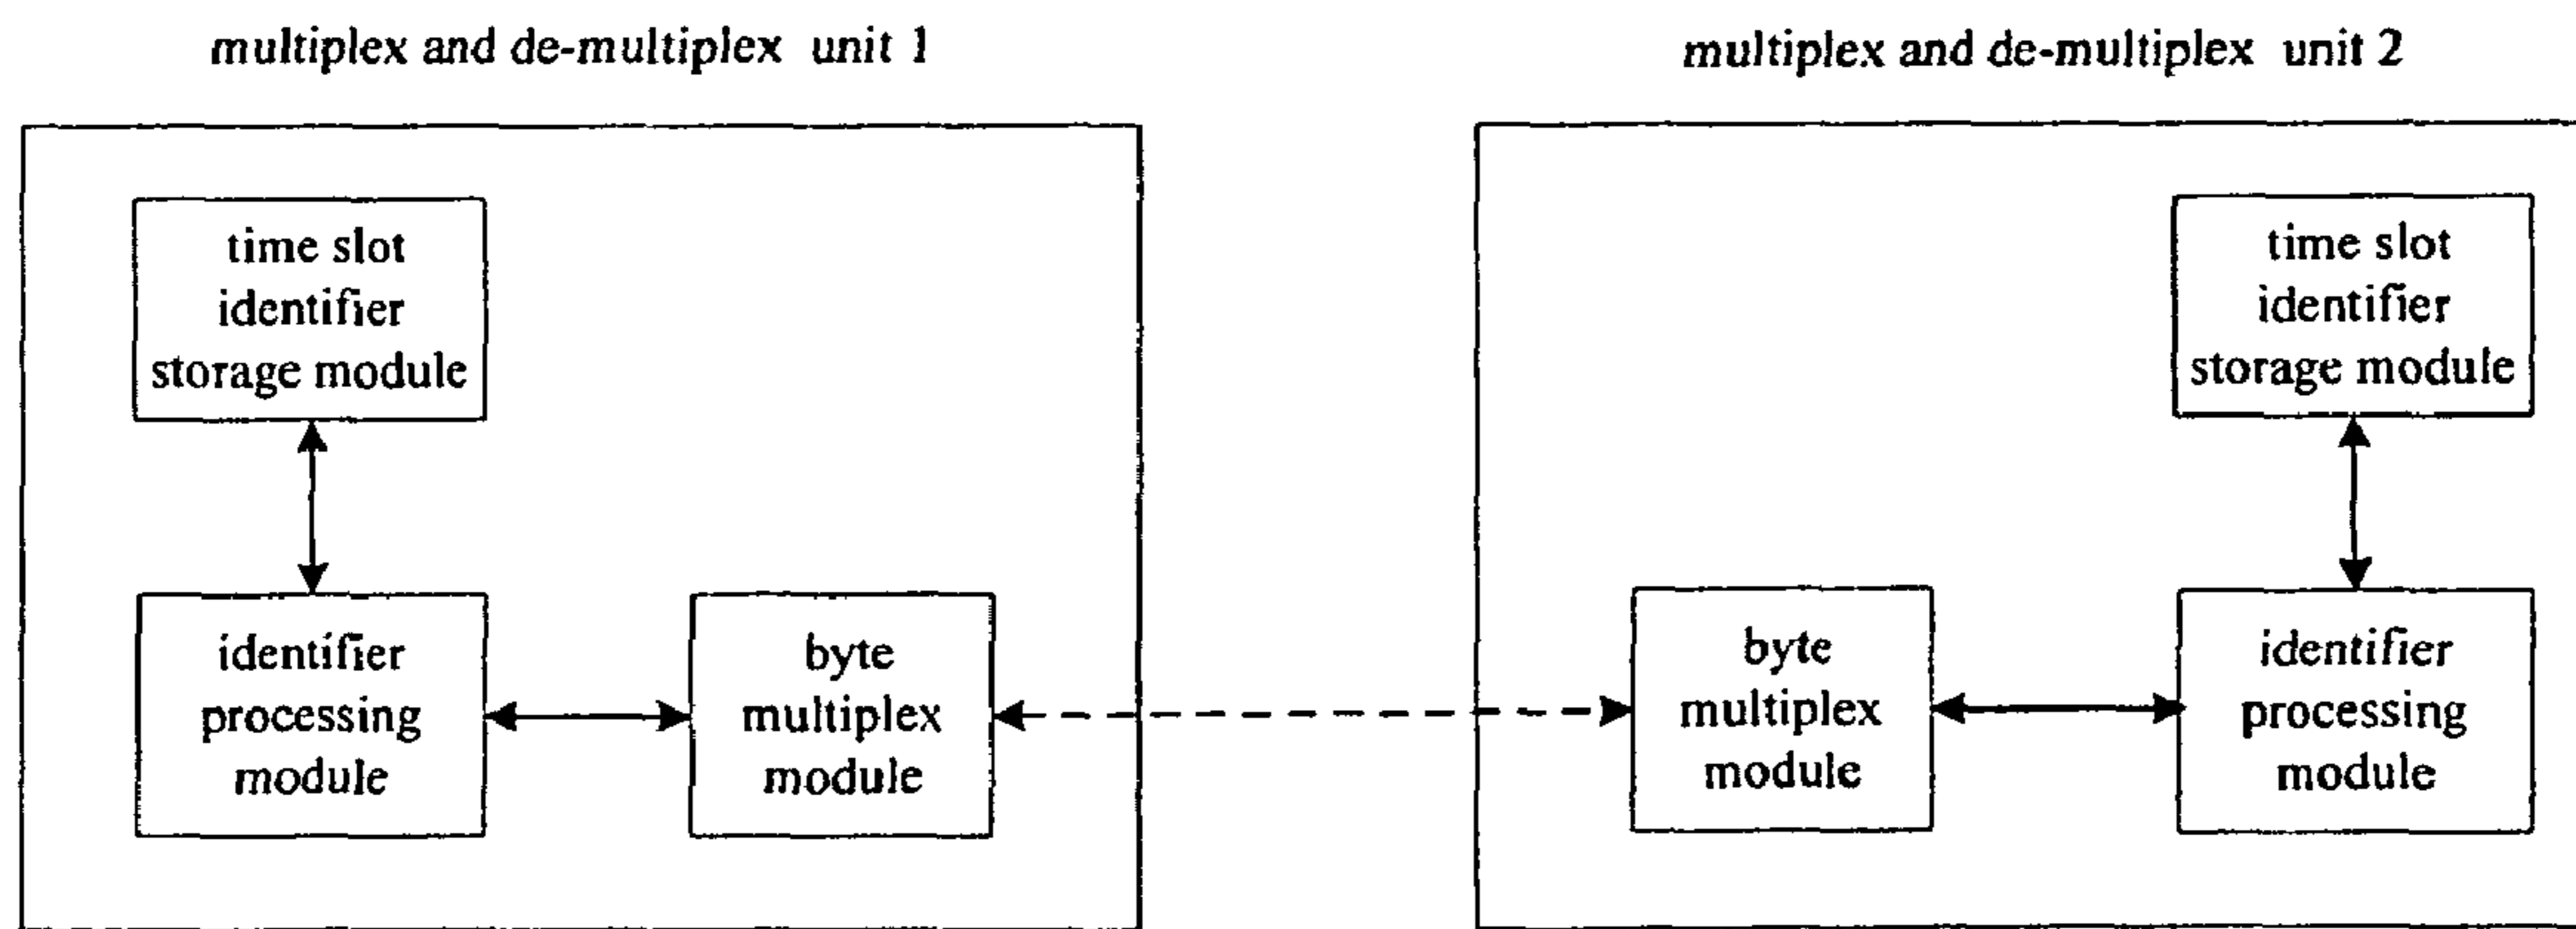 multiplex and de-multiplex unit 1
time slot
identifier
storage module
identifier
processing
module
byte
multiplex
module
multiplex and de-multiplex unit 2
time slot
identifier
storage module
byte
multiplex
module
identifier
processing
module